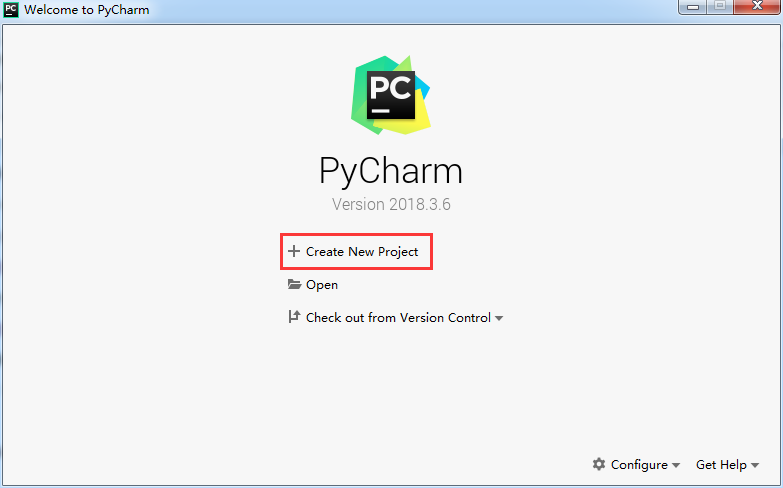 Welcome to PyCharm
PC
PyCharm
Version 2018.3.6
Create New Project
Open
Check out from Version Control
Configure
Get Help